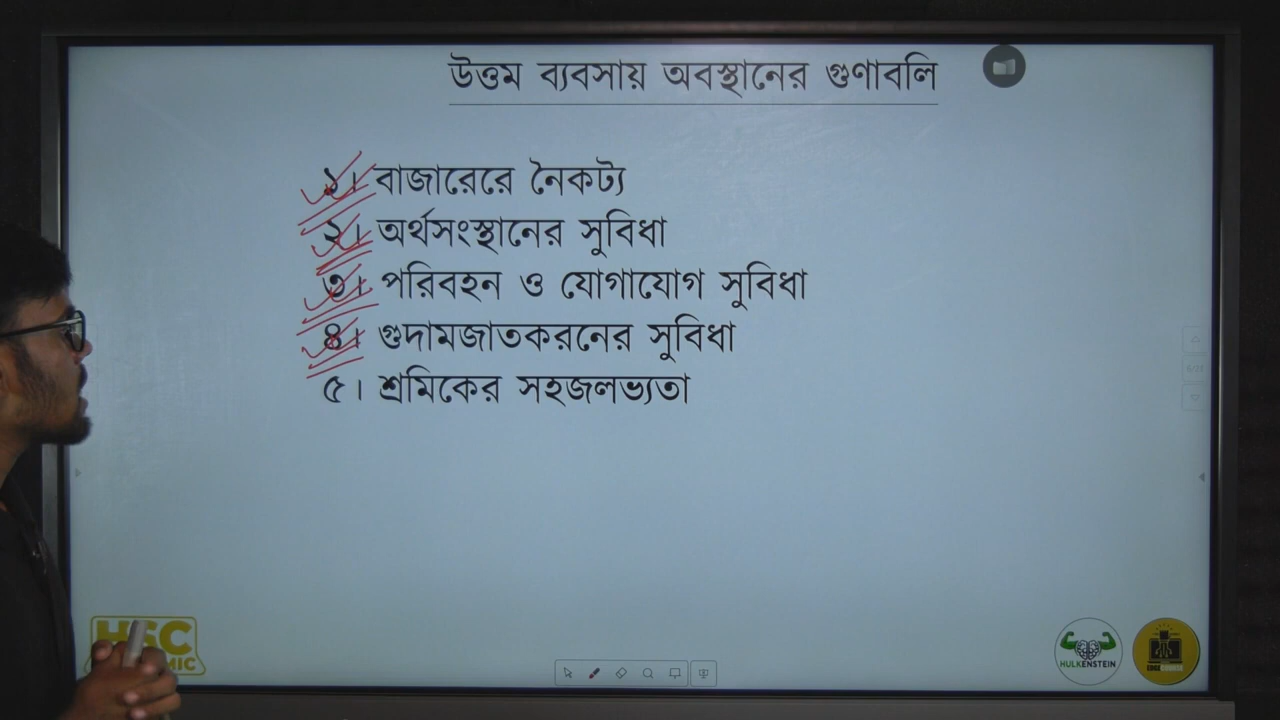 উত্তম ব্যবসায় অবস্থানের গুণাবলি
১। বাজারেরে নৈকট্য
২। অর্থসংস্থানের সুবিধা
৩। পরিবহন ও যোগাযোগ সুবিধা
৪। গুদামজাতকরনের সুবিধা
৫। শ্রমিকের সহজলভ্যতা
HSC
HULKENSTEIN